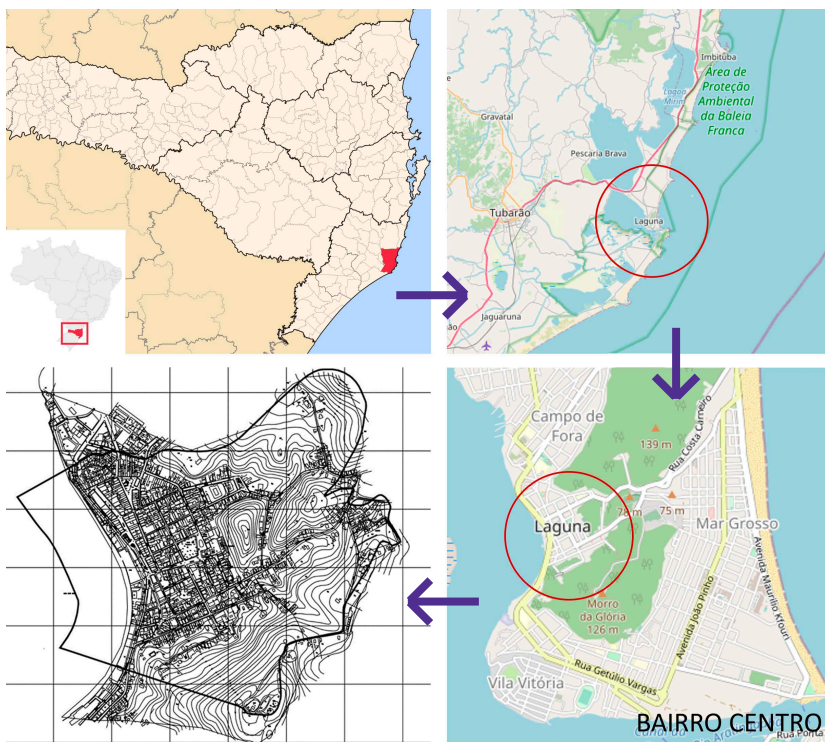 Imbituba
Área de
Proteção
Ambiental
da Baleia
Franca
Lagoa
Mirim
Gravatal
Pescaria Brava
Tubarão
Laguna
Jaguaruna
ão
Campo de
Fora
139 m
Rua Costa Carneiro
78 m
75 m
Laguna
Mar Grosso
Morro
da Glória
126 m
Avenida João Pinho
Avenida Maurílio Kfouri
Rua Getúlio Vargas
Vila Vitória
BAIRRO CENTRO